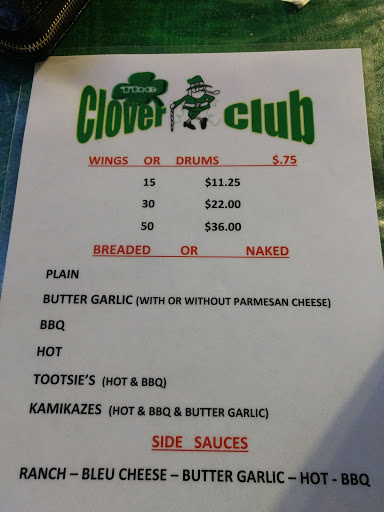 The
Clover club
WINGS OR DRUMS $.75
15 $11.25
30 $22.00
50 $36.00
BREADED OR NAKED
PLAIN
BUTTER GARLIC (WITH OR WITHOUT PARMESAN CHEESE)
BBQ
HOT
TOOTSIE'S (HOT & BBQ)
KAMIKAZES (HOT & BBQ & BUTTER GARLIC)
SIDE SAUCES
RANCH – BLEU CHEESE – BUTTER GARLIC – HOT - BBQ